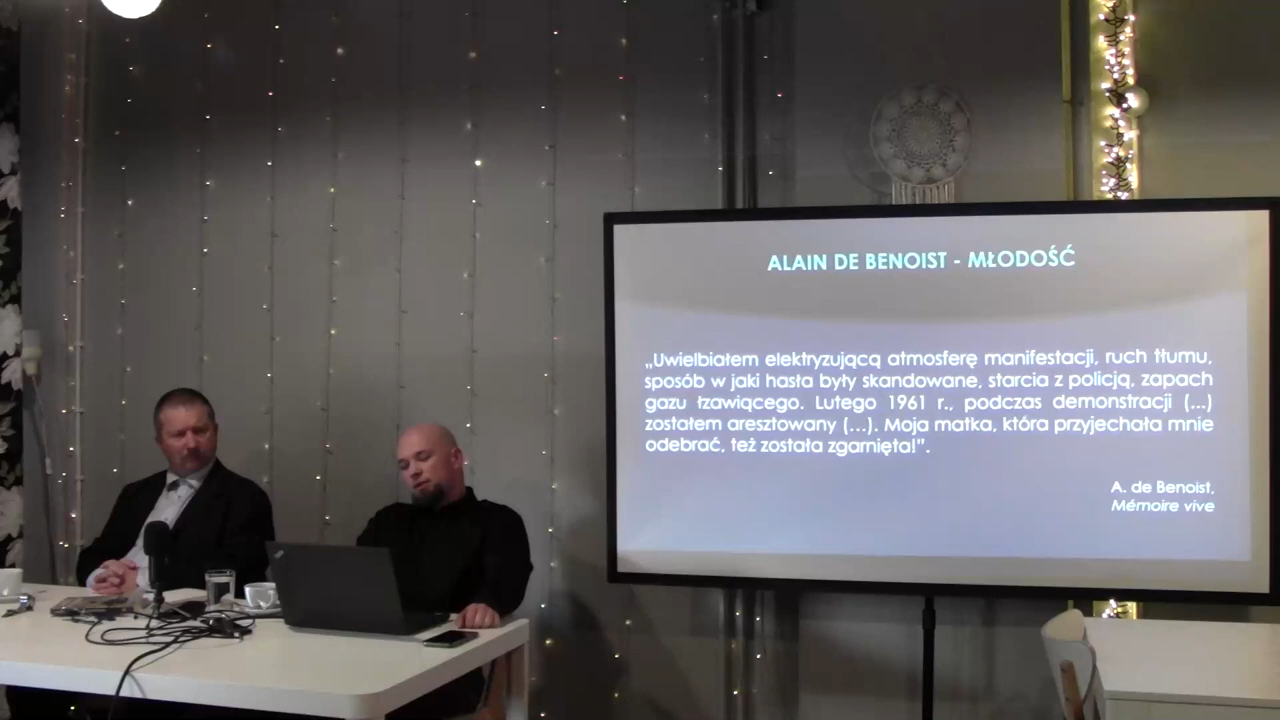 ALAIN DE BENOIST - MŁODOŚĆ
„Uwielbiałem elektryzującą atmosferę manifestacji, ruch tłumu,
sposób w jaki hasła były skandowane, starcia z policją, zapach
gazu łzawiącego. Lutego 1961 r., podczas demonstracji (...)
zostałem aresztowany (...). Moja matka, która przyjechała mnie
odebrać, też została zgarnięta!”.
A. de Benoist,
Mémoire vive